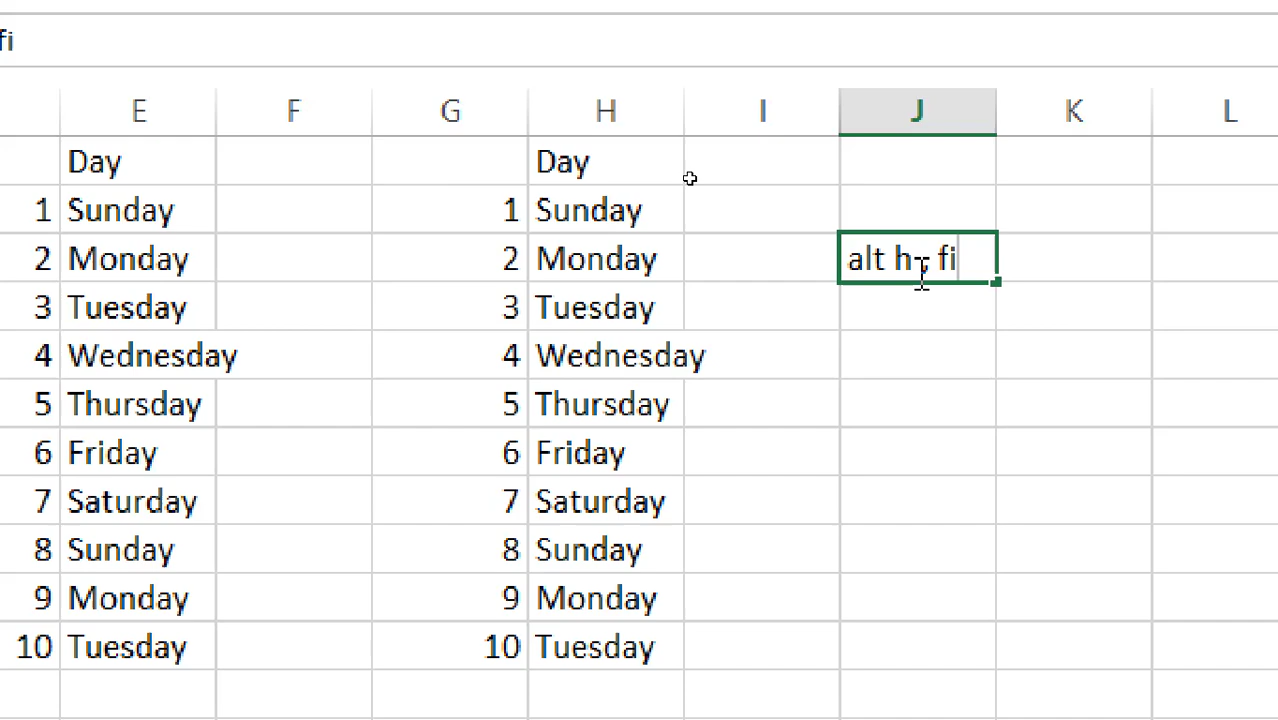 fi
E F G H I J K L
Day Day
1 Sunday 1 Sunday
2 Monday 2 Monday alt h , fi
3 Tuesday 3 Tuesday
4 Wednesday 4 Wednesday
5 Thursday 5 Thursday
6 Friday 6 Friday
7 Saturday 7 Saturday
8 Sunday 8 Sunday
9 Monday 9 Monday
10 Tuesday 10 Tuesday